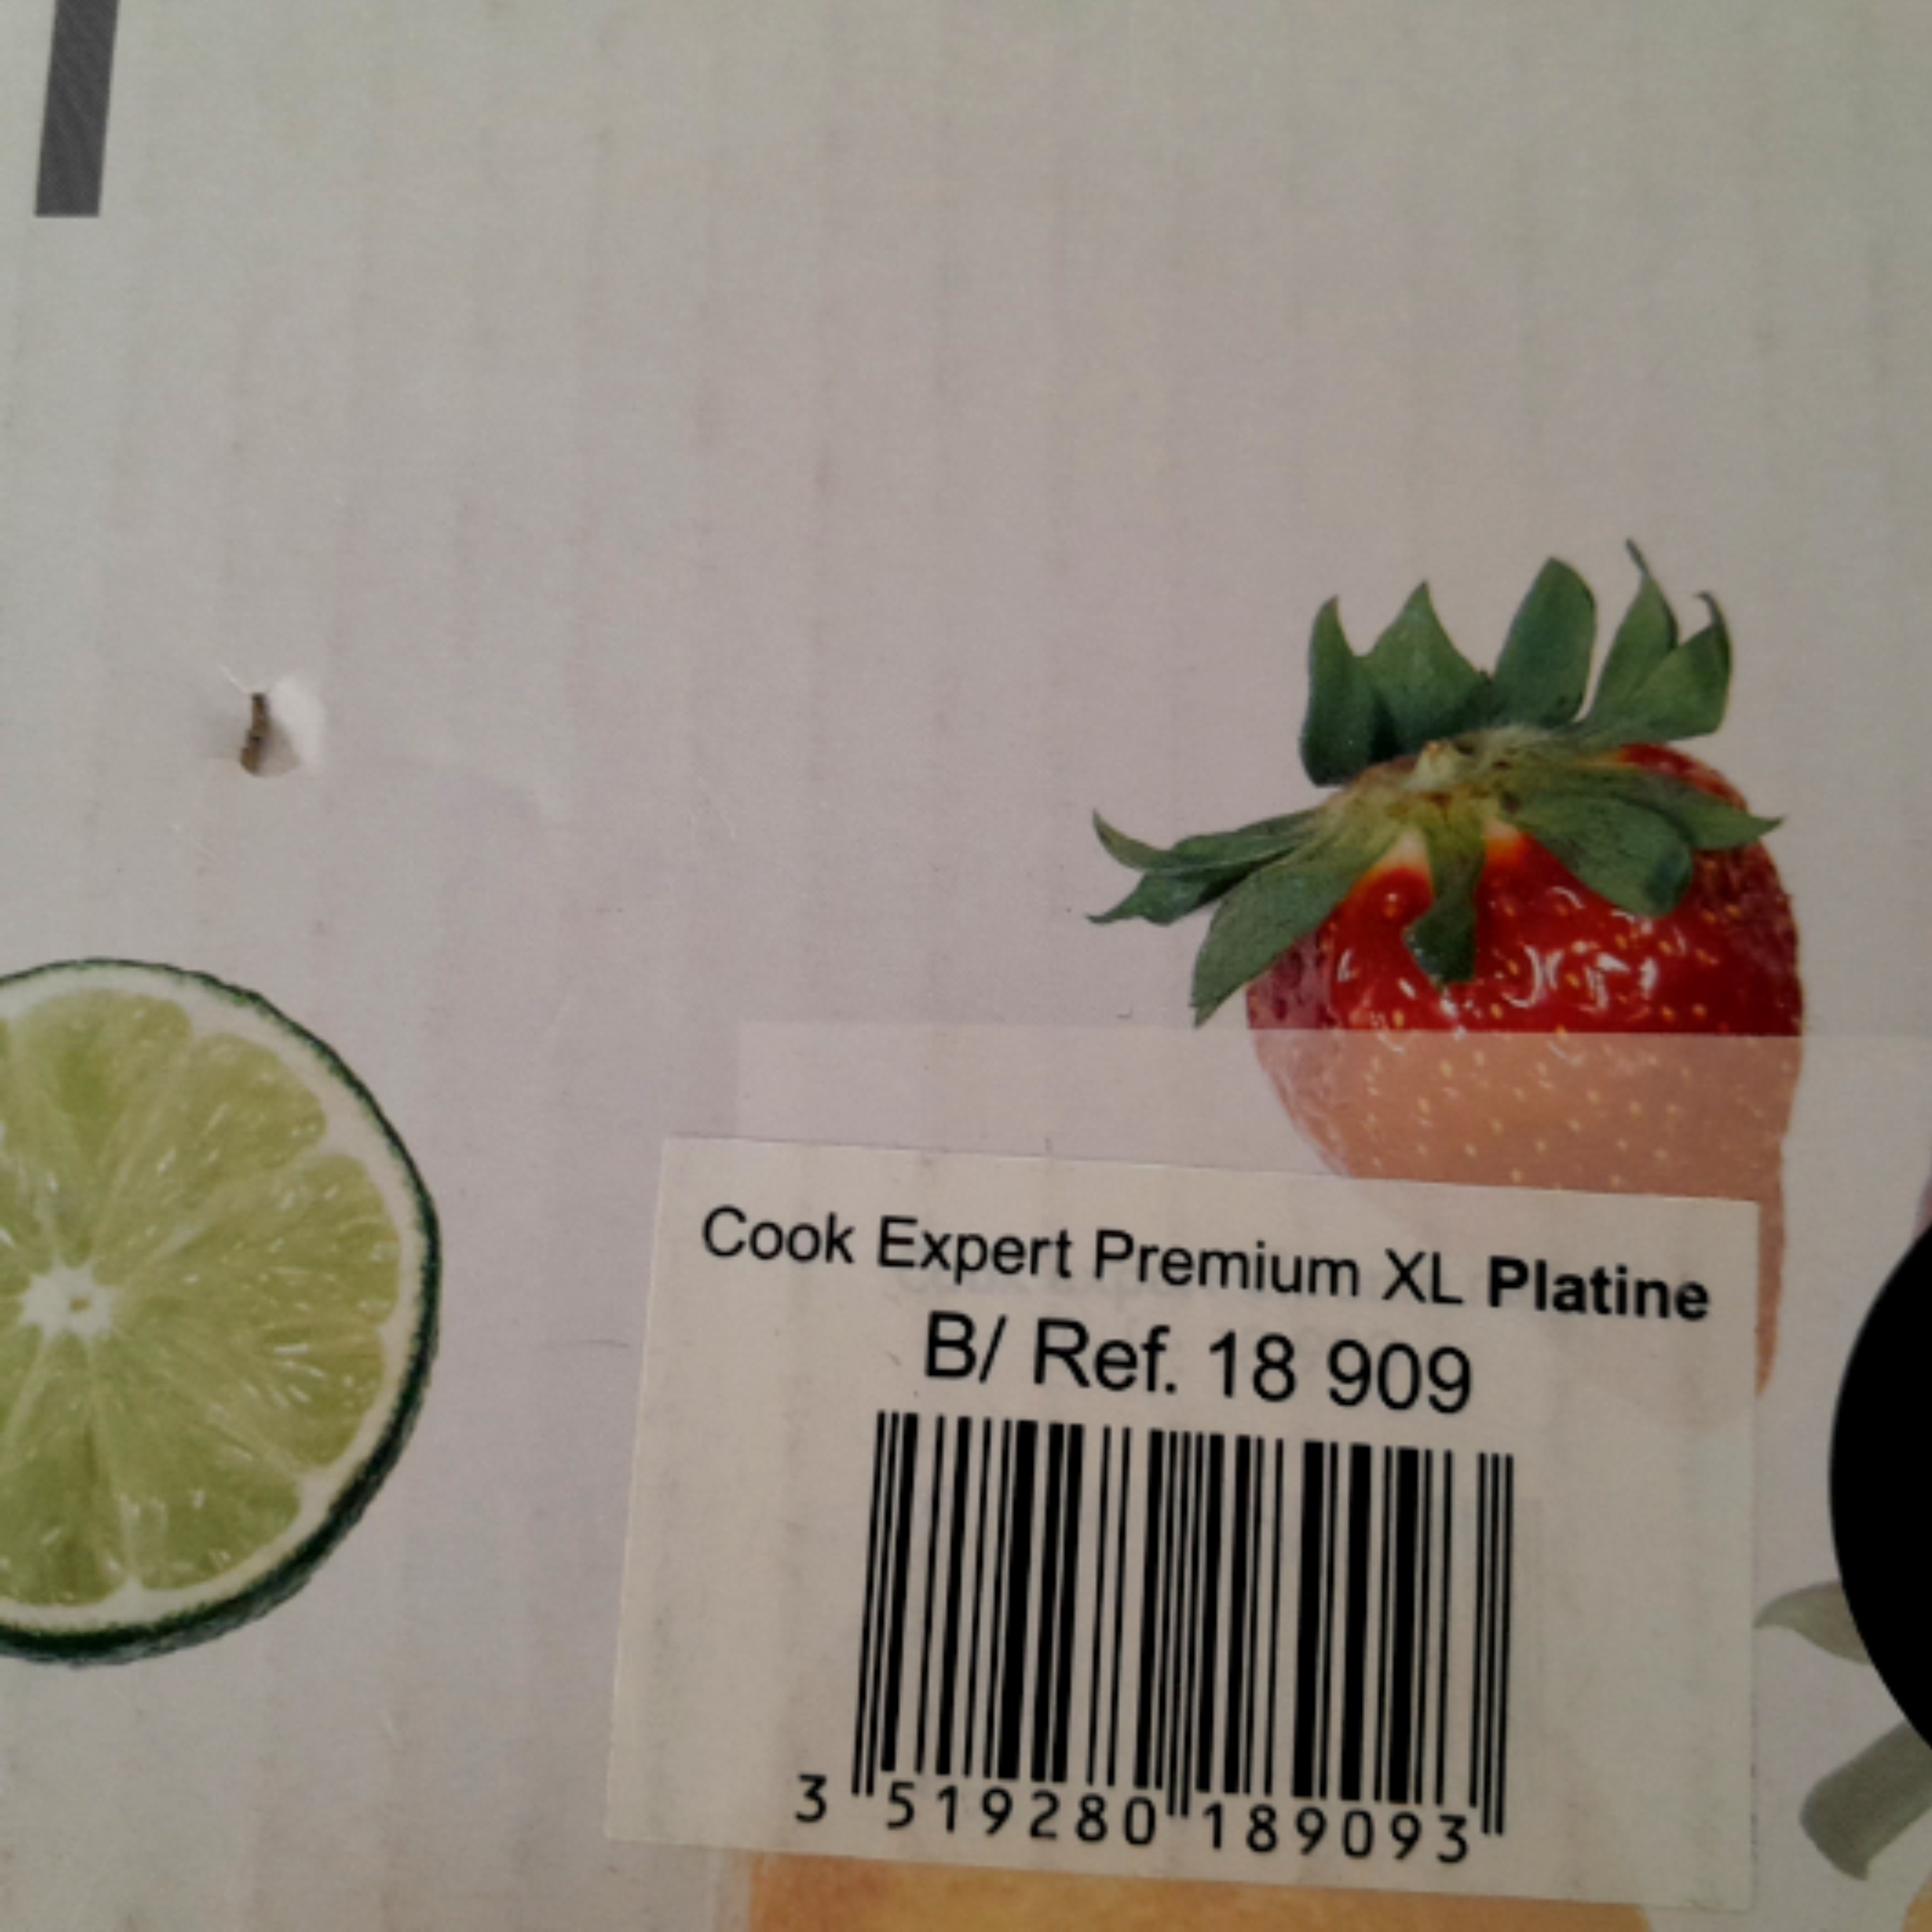 Cook Expert Premium XL Platine
B/ Ref. 18 909
3 519280 189093